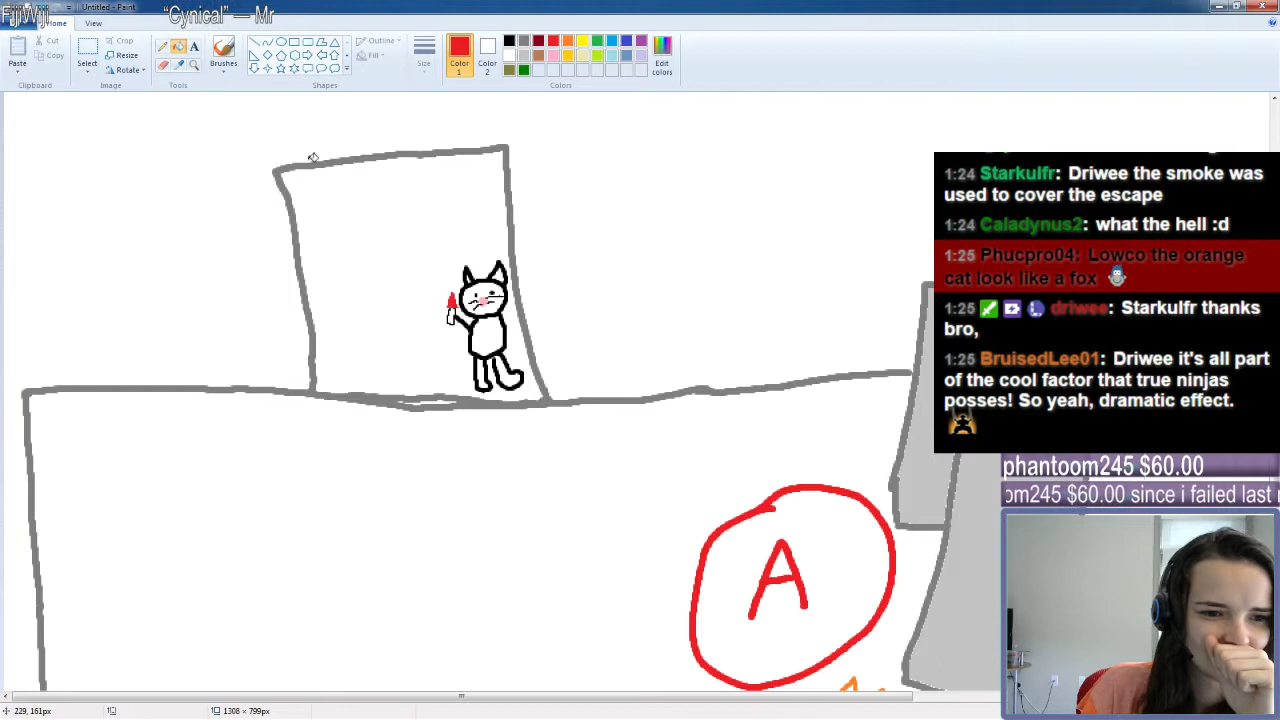 FijiWiji
“Cynical” — Mr
Untitled - Paint
Home
View
Paste
Cut
Copy
Clipboard
Select
Crop
Resize
Rotate
Image
Tools
Brushes
Outline
Fill
Shapes
Size
Color 1
Color 2
Edit colors
Colors
1:24 Starkulfr: Driwee the smoke was
used to cover the escape
1:24 Caladynus2: what the hell :d
1:25 Phucpro04: Lowco the orange
cat look like a fox
1:25 driwee: Starkulfr thanks
bro,
1:25 BruisedLee01: Driwee it's all part
of the cool factor that true ninjas
posses! So yeah, dramatic effect.
phantoom245 $60.00
om245 $60.00 since i failed last
A
229, 161px
1308 × 799px